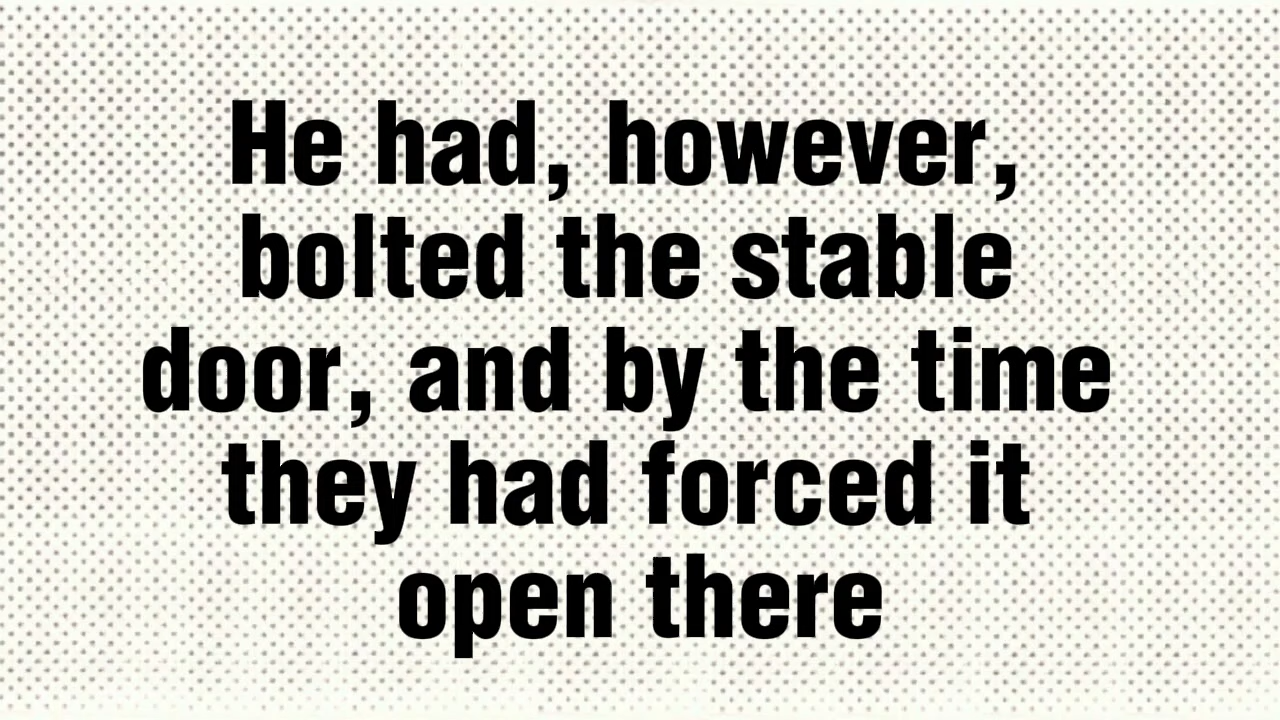 He had, however,
bolted the stable
door, and by the time
they had forced it
open there